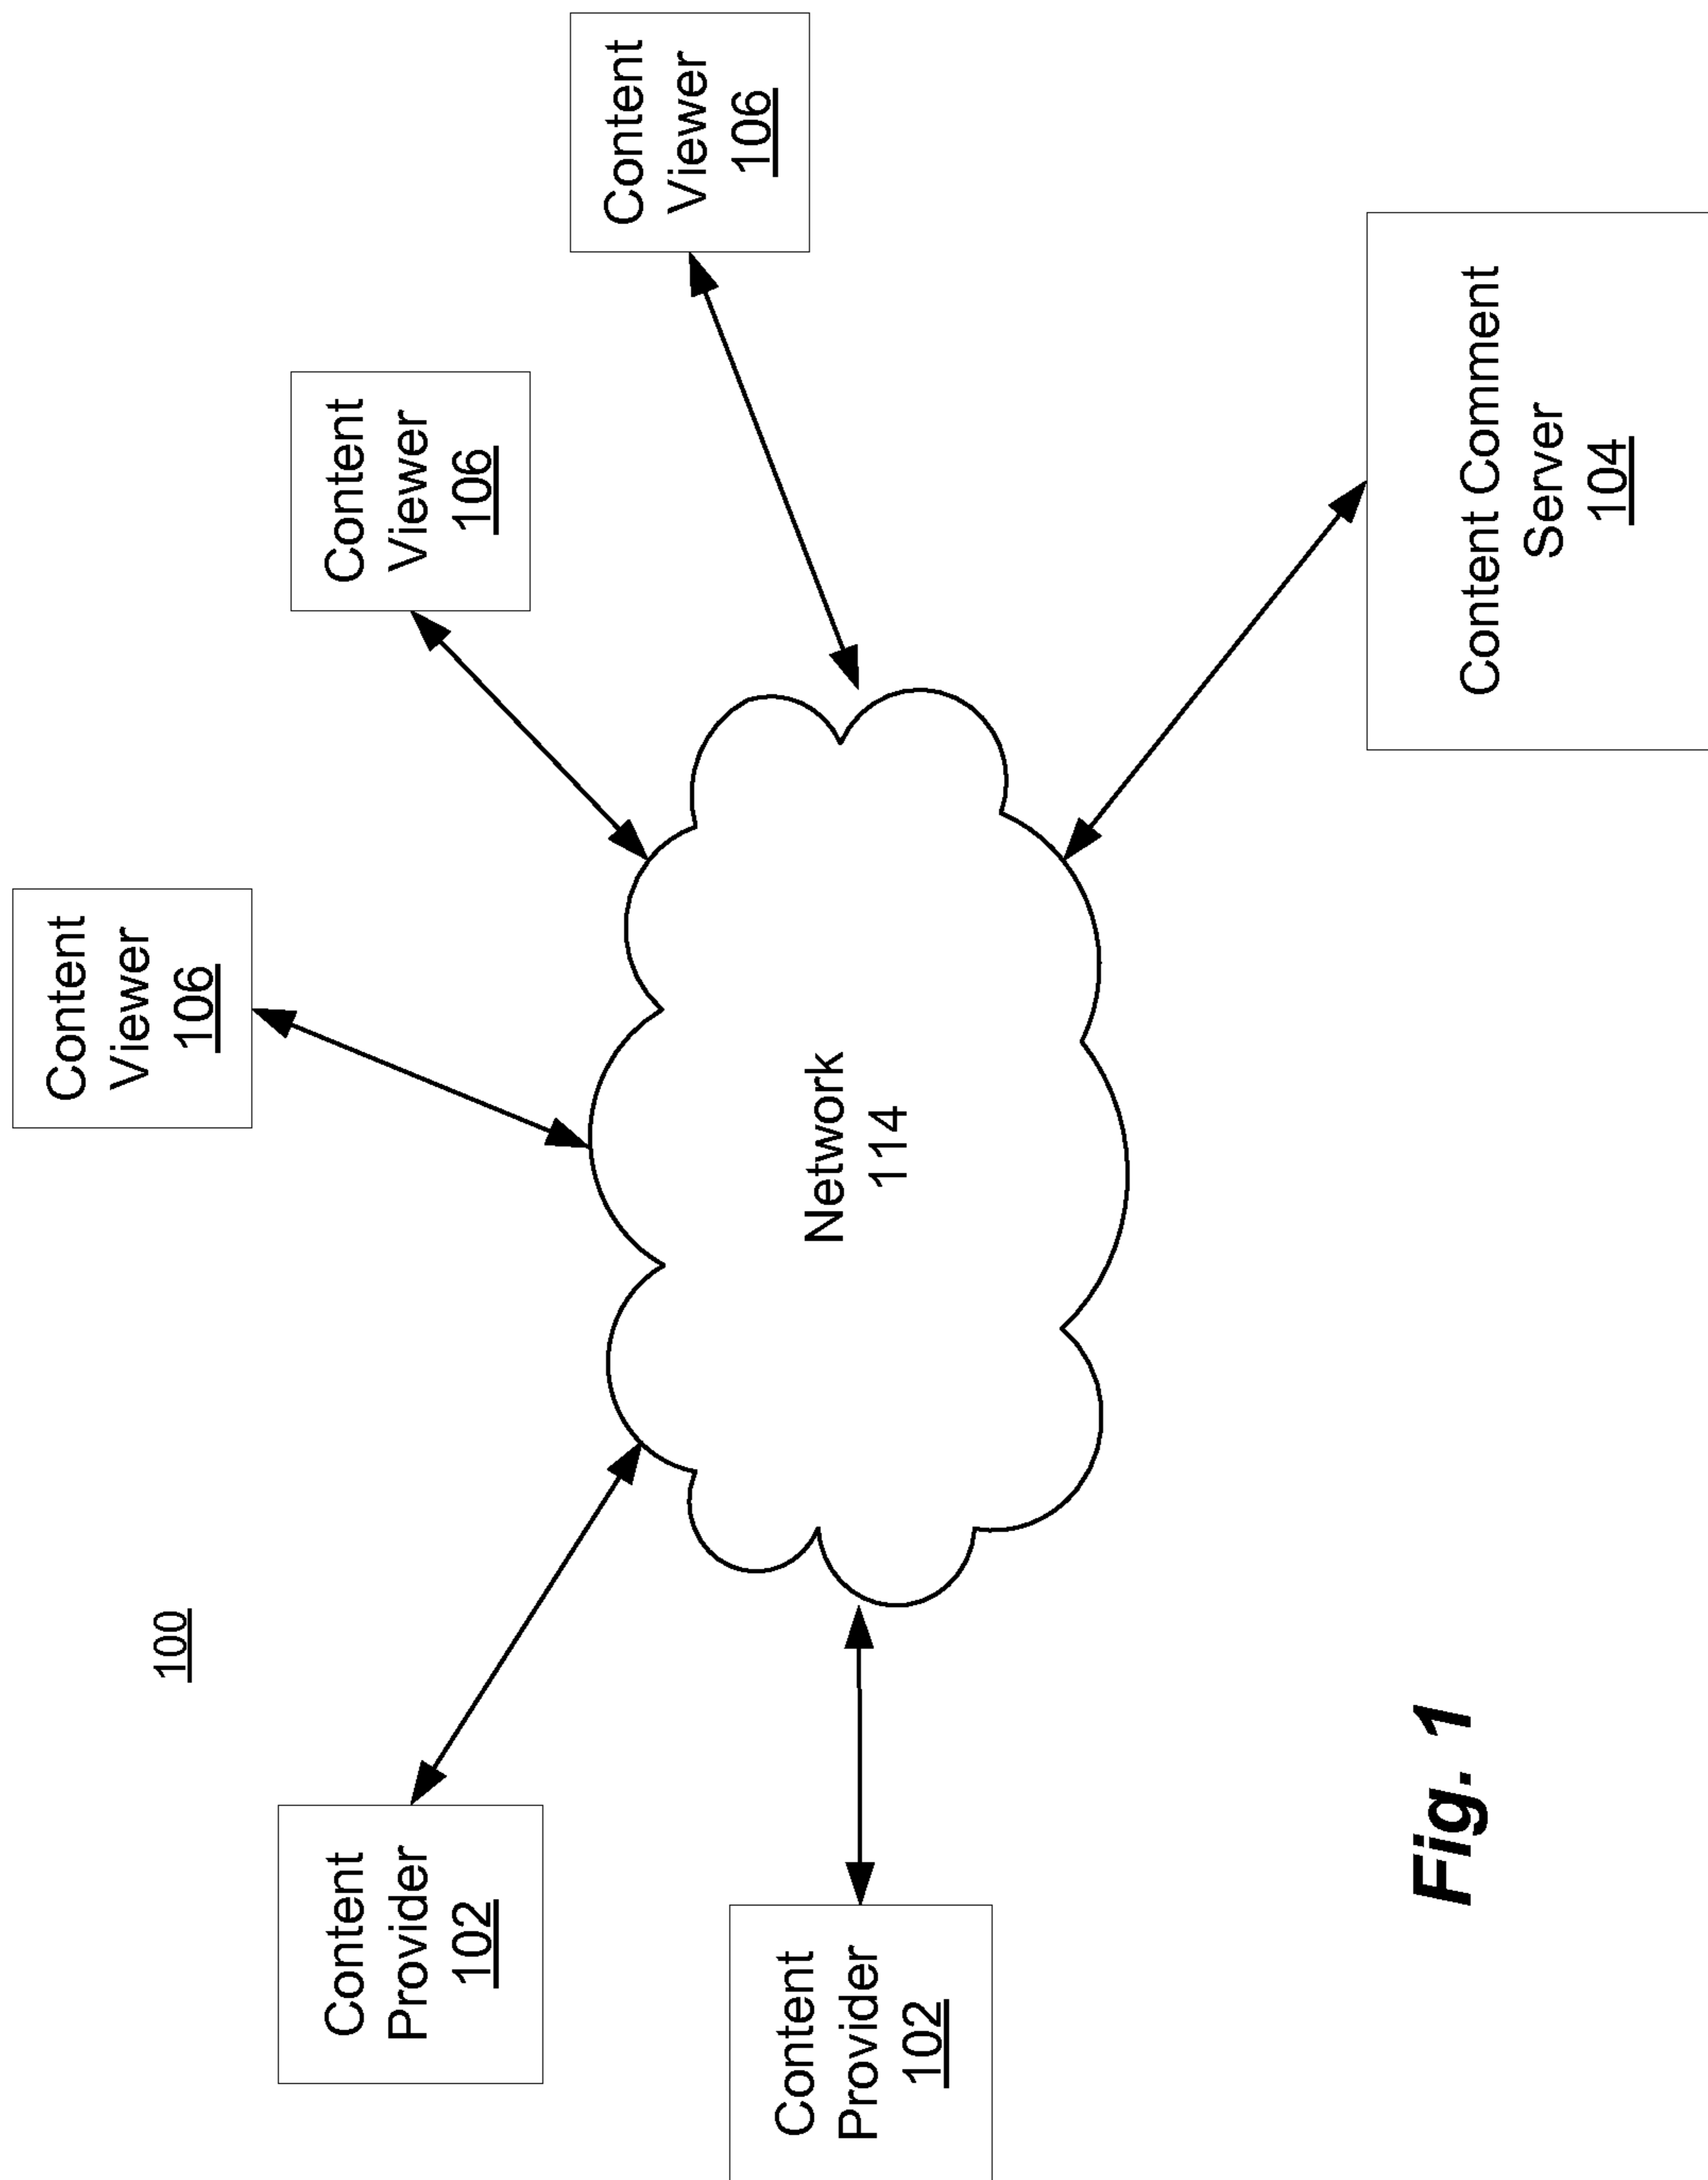 100
Content
Viewer
106
Content
Viewer
106
Content
Viewer
106
Content
Provider
102
Content
Provider
102
Network
114
Content Comment
Server
104
Fig. 1